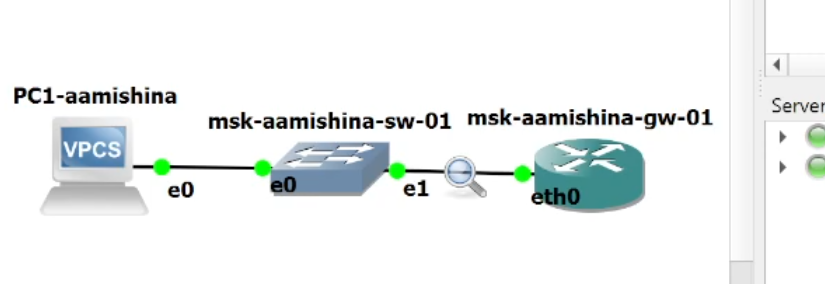 PC1-aamishina
msk-aamishina-sw-01
msk-aamishina-gw-01
VPCS
e0
e0
e1
eth0
Server